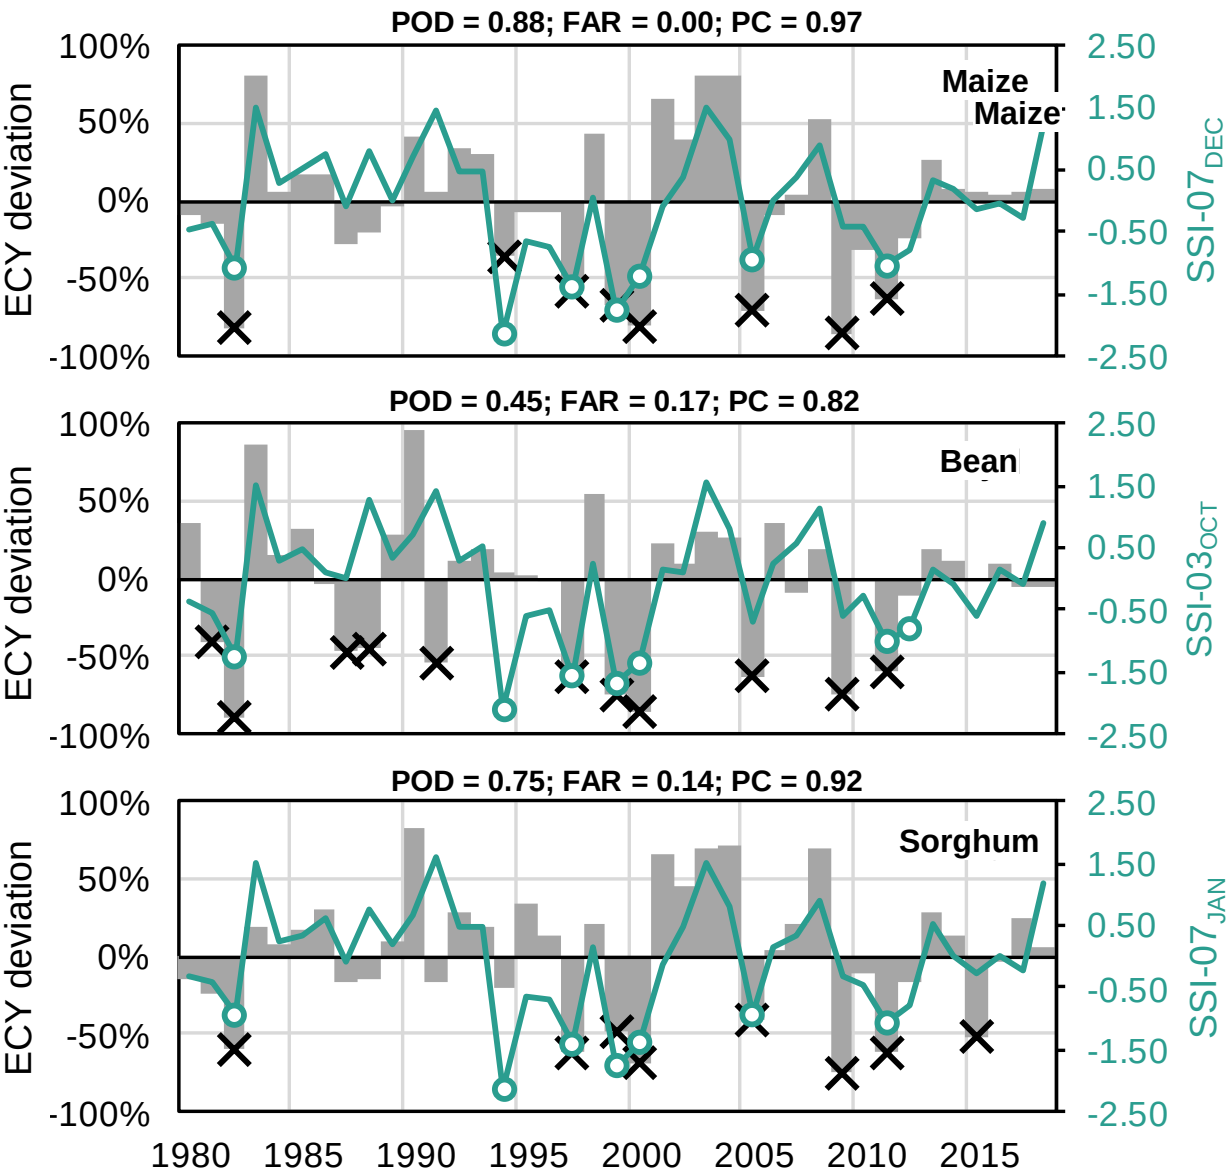 POD = 0.88; FAR = 0.00; PC = 0.97
100%
50%
0%
-50%
-100%
ECY deviation
Maize
Maize
2.50
1.50
0.50
-0.50
-1.50
-2.50
SSI-07DEC
POD = 0.45; FAR = 0.17; PC = 0.82
100%
50%
0%
-50%
-100%
ECY deviation
Bean
2.50
1.50
0.50
-0.50
-1.50
-2.50
SSI-03OCT
POD = 0.75; FAR = 0.14; PC = 0.92
100%
50%
0%
-50%
-100%
ECY deviation
Sorghum
2.50
1.50
0.50
-0.50
-1.50
-2.50
SSI-07JAN
1980 1985 1990 1995 2000 2005 2010 2015